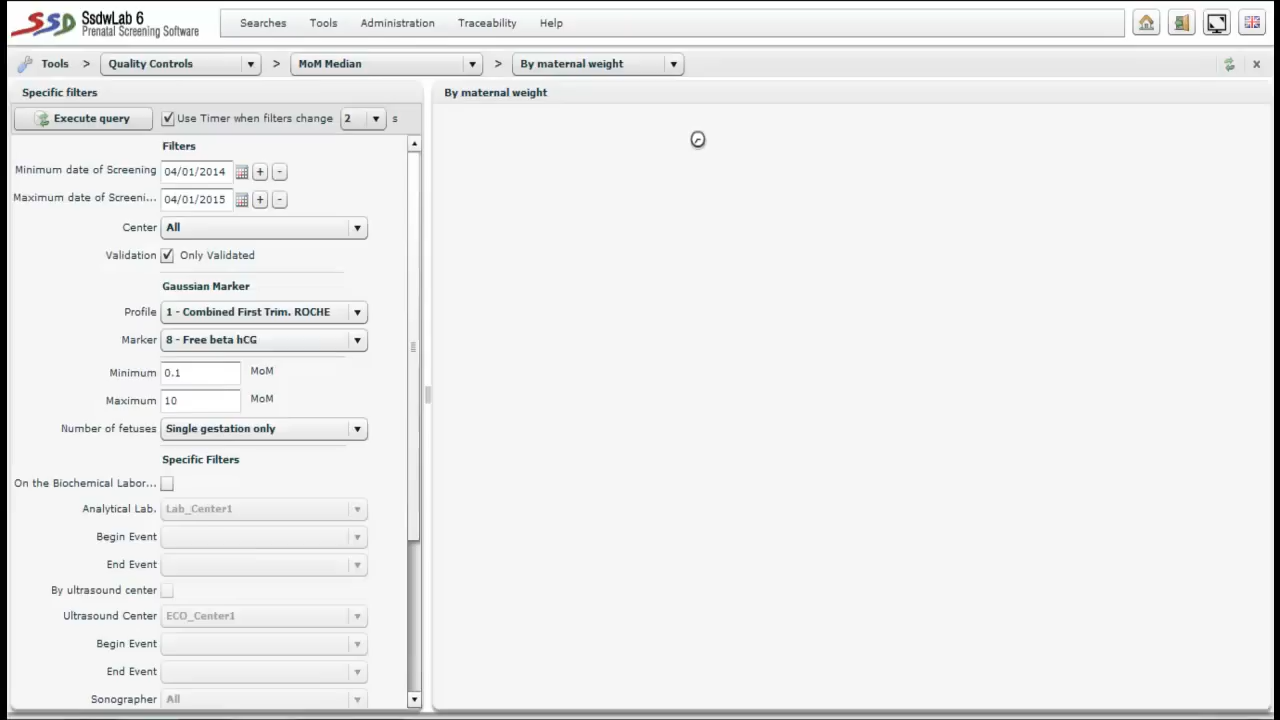 SSD SsdwLab 6
Prenatal Screening Software
Searches Tools Administration Traceability Help
Tools > Quality Controls > MoM Median > By maternal weight x
Specific filters
By maternal weight
Execute query Use Timer when filters change 2 s
Filters
Minimum date of Screening 04/01/2014 + -
Maximum date of Screeni... 04/01/2015 + -
Center All
Validation Only Validated
Gaussian Marker
Profile 1 - Combined First Trim. ROCHE
Marker 8 - Free beta hCG
Minimum 0.1 MoM
Maximum 10 MoM
Number of fetuses Single gestation only
Specific Filters
On the Biochemical Labor...
Analytical Lab. Lab_Center1
Begin Event
End Event
By ultrasound center
Ultrasound Center ECO_Center1
Begin Event
End Event
Sonographer All